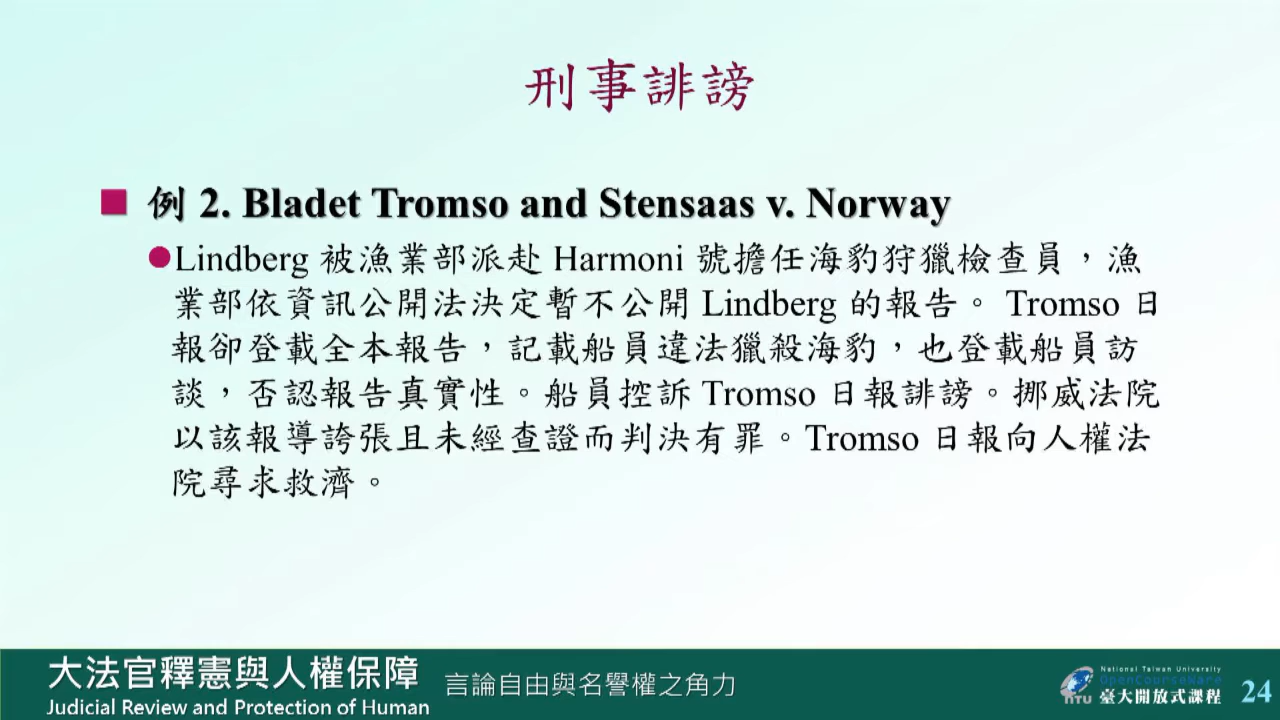 刑事誹謗
例 2. Bladet Tromso and Stensaas v. Norway
Lindberg 被漁業部派赴 Harmoni 號擔任海豹狩獵檢查員，漁
業部依資訊公開法決定暫不公開 Lindberg 的報告。 Tromso 日
報卻登載全本報告，記載船員違法獵殺海豹，也登載船員訪
談，否認報告真實性。船員控訴 Tromso 日報誹謗。挪威法院
以該報導誇張且未經查證而判決有罪。Tromso 日報向人權法
院尋求救濟。
大法官釋憲與人權保障
Judicial Review and Protection of Human
言論自由與名譽權之角力
National Taiwan University
OpenCourseWare
臺大開放式課程
NTU
24